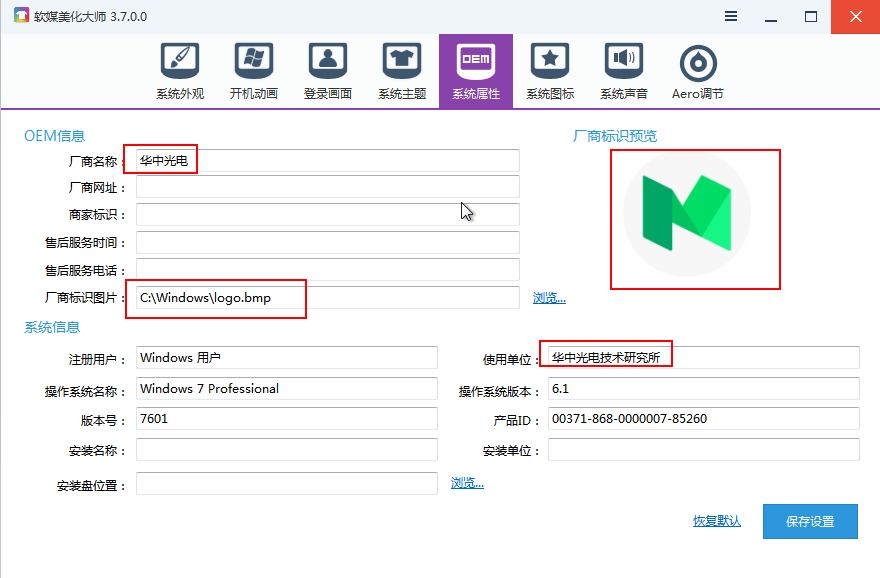 软媒美化大师 3.7.0.0
系统外观 开机动画 登录画面 系统主题 OEM 系统属性 系统图标 系统声音 Aero调节
OEM信息 厂商标识预览
厂商名称： 华中光电
厂商网址：
商家标识：
售后服务时间：
售后服务电话：
厂商标识图片： C:\Windows\logo.bmp 浏览...
系统信息
注册用户： Windows 用户 使用单位： 华中光电技术研究所
操作系统名称： Windows 7 Professional 操作系统版本： 6.1
版本号： 7601 产品ID： 00371-868-0000007-85260
安装名称： 安装单位：
安装盘位置： 浏览...
恢复默认 保存设置